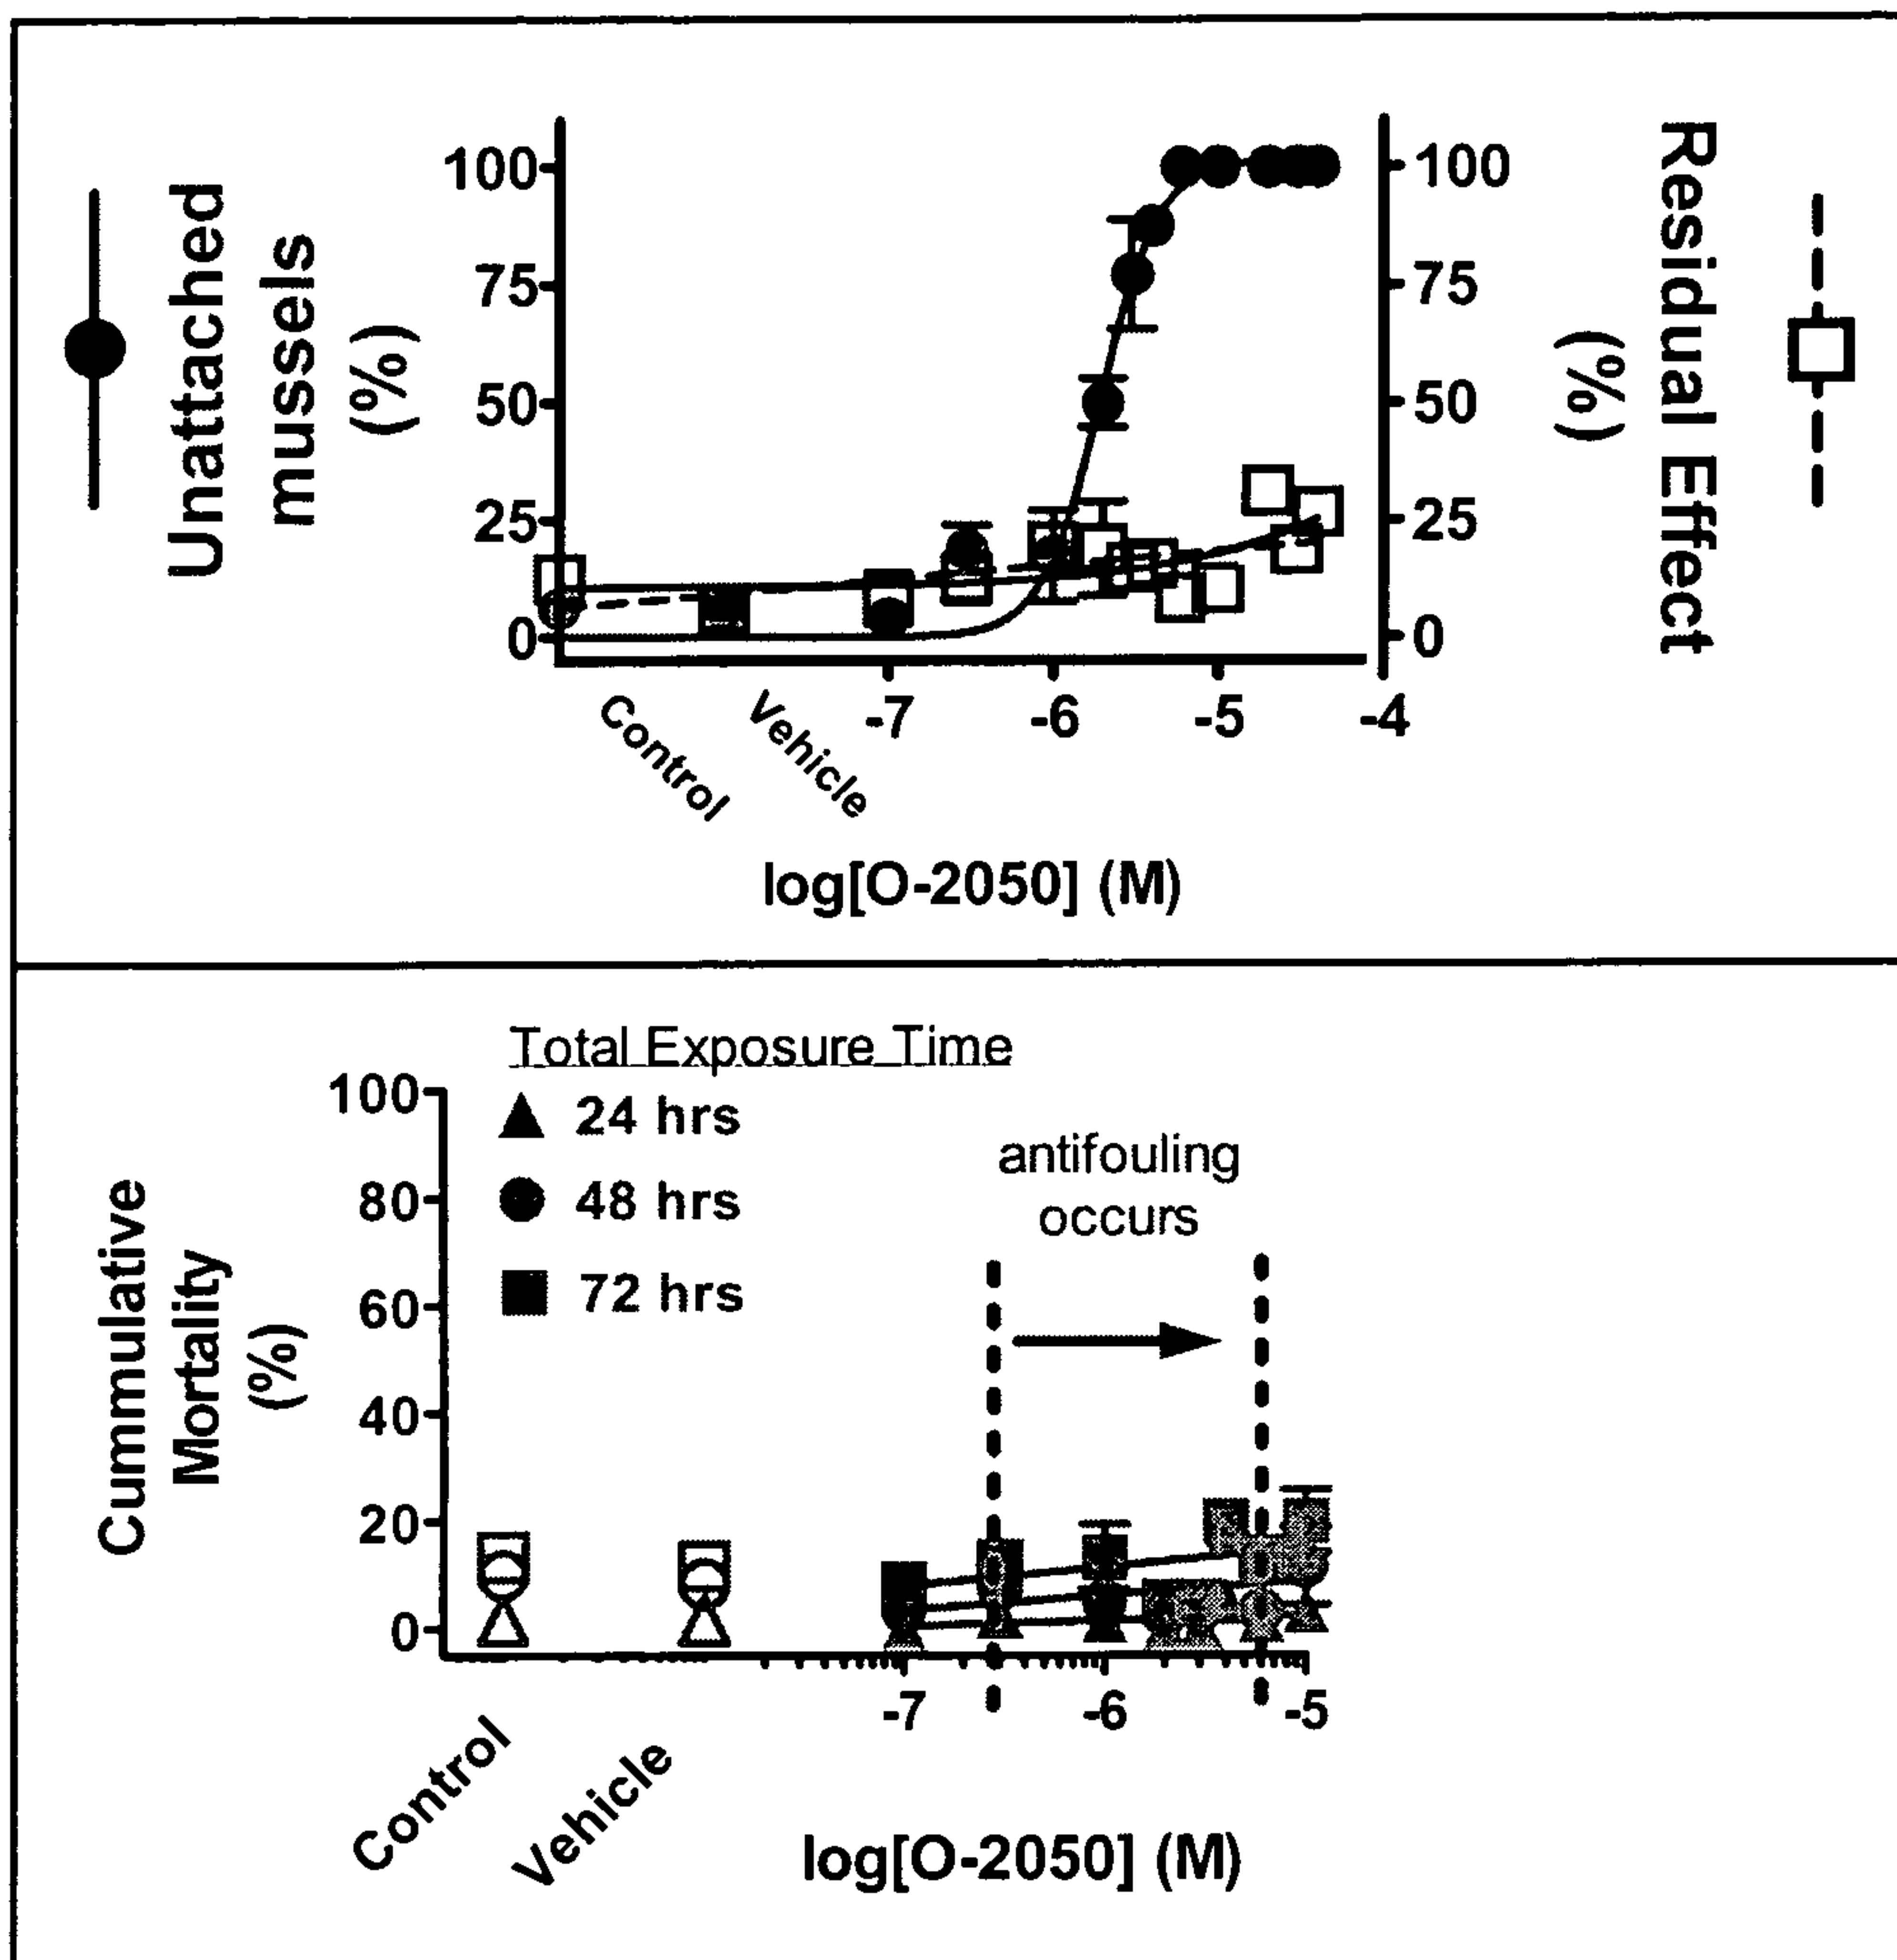 Unattached
mussels
(%)
100
75
50
25
0
100
75
50
25
0
Residual Effect
(%)
Control
Vehicle
-7
-6
-5
-4
log[O-2050] (M)
Total Exposure Time
24 hrs
48 hrs
72 hrs
antifouling
occurs
Cummulative
Mortality
(%)
100
80
60
40
20
0
Control
Vehicle
-7
-6
-5
log[O-2050] (M)